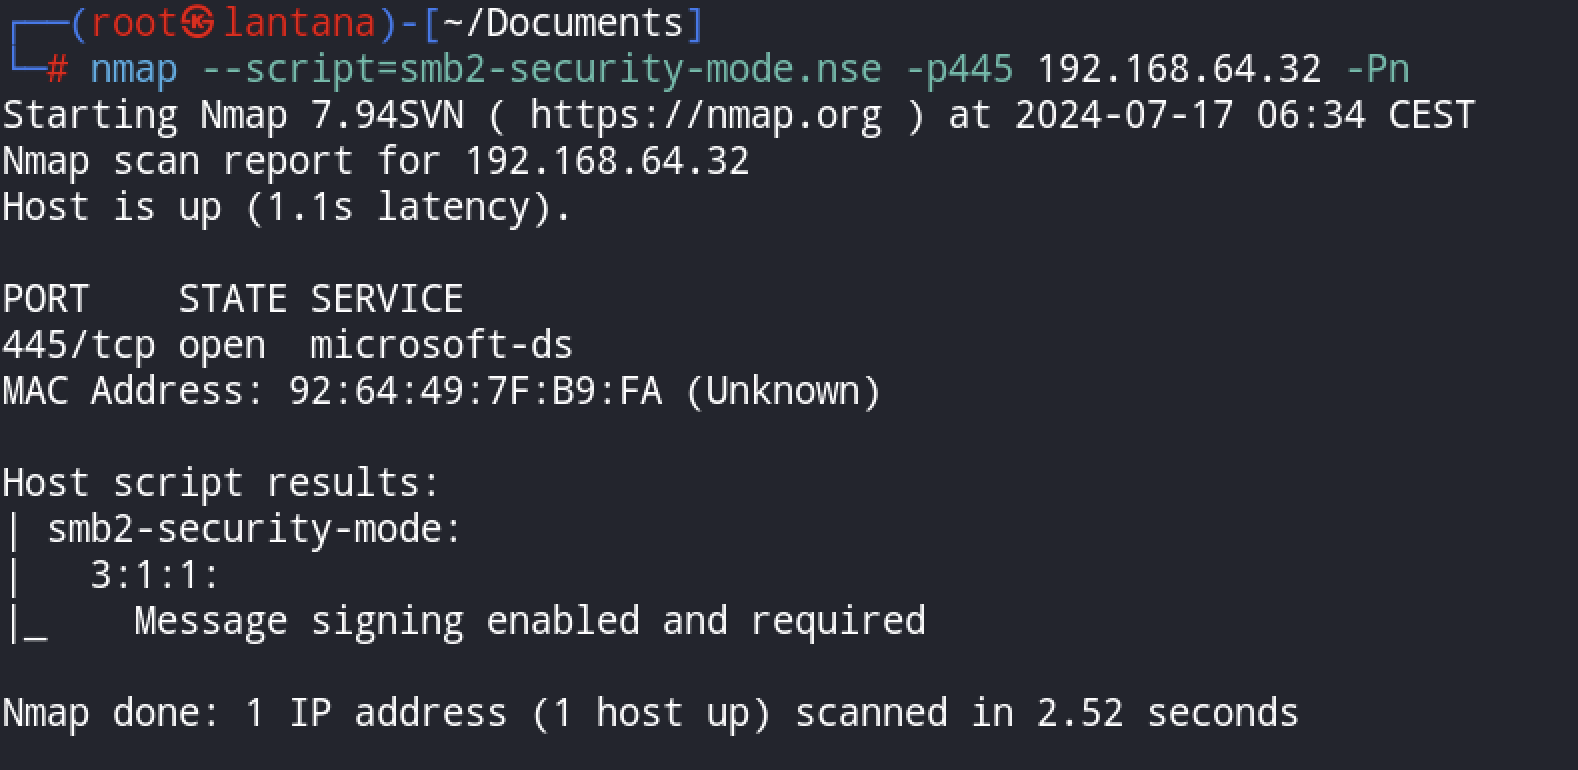 ┌──(root㉿lantana)-[~/Documents]
└─# nmap --script=smb2-security-mode.nse -p445 192.168.64.32 -Pn
Starting Nmap 7.94SVN ( https://nmap.org ) at 2024-07-17 06:34 CEST
Nmap scan report for 192.168.64.32
Host is up (1.1s latency).

PORT    STATE SERVICE
445/tcp open  microsoft-ds
MAC Address: 92:64:49:7F:B9:FA (Unknown)

Host script results:
| smb2-security-mode:
|   3:1:1:
|_    Message signing enabled and required

Nmap done: 1 IP address (1 host up) scanned in 2.52 seconds